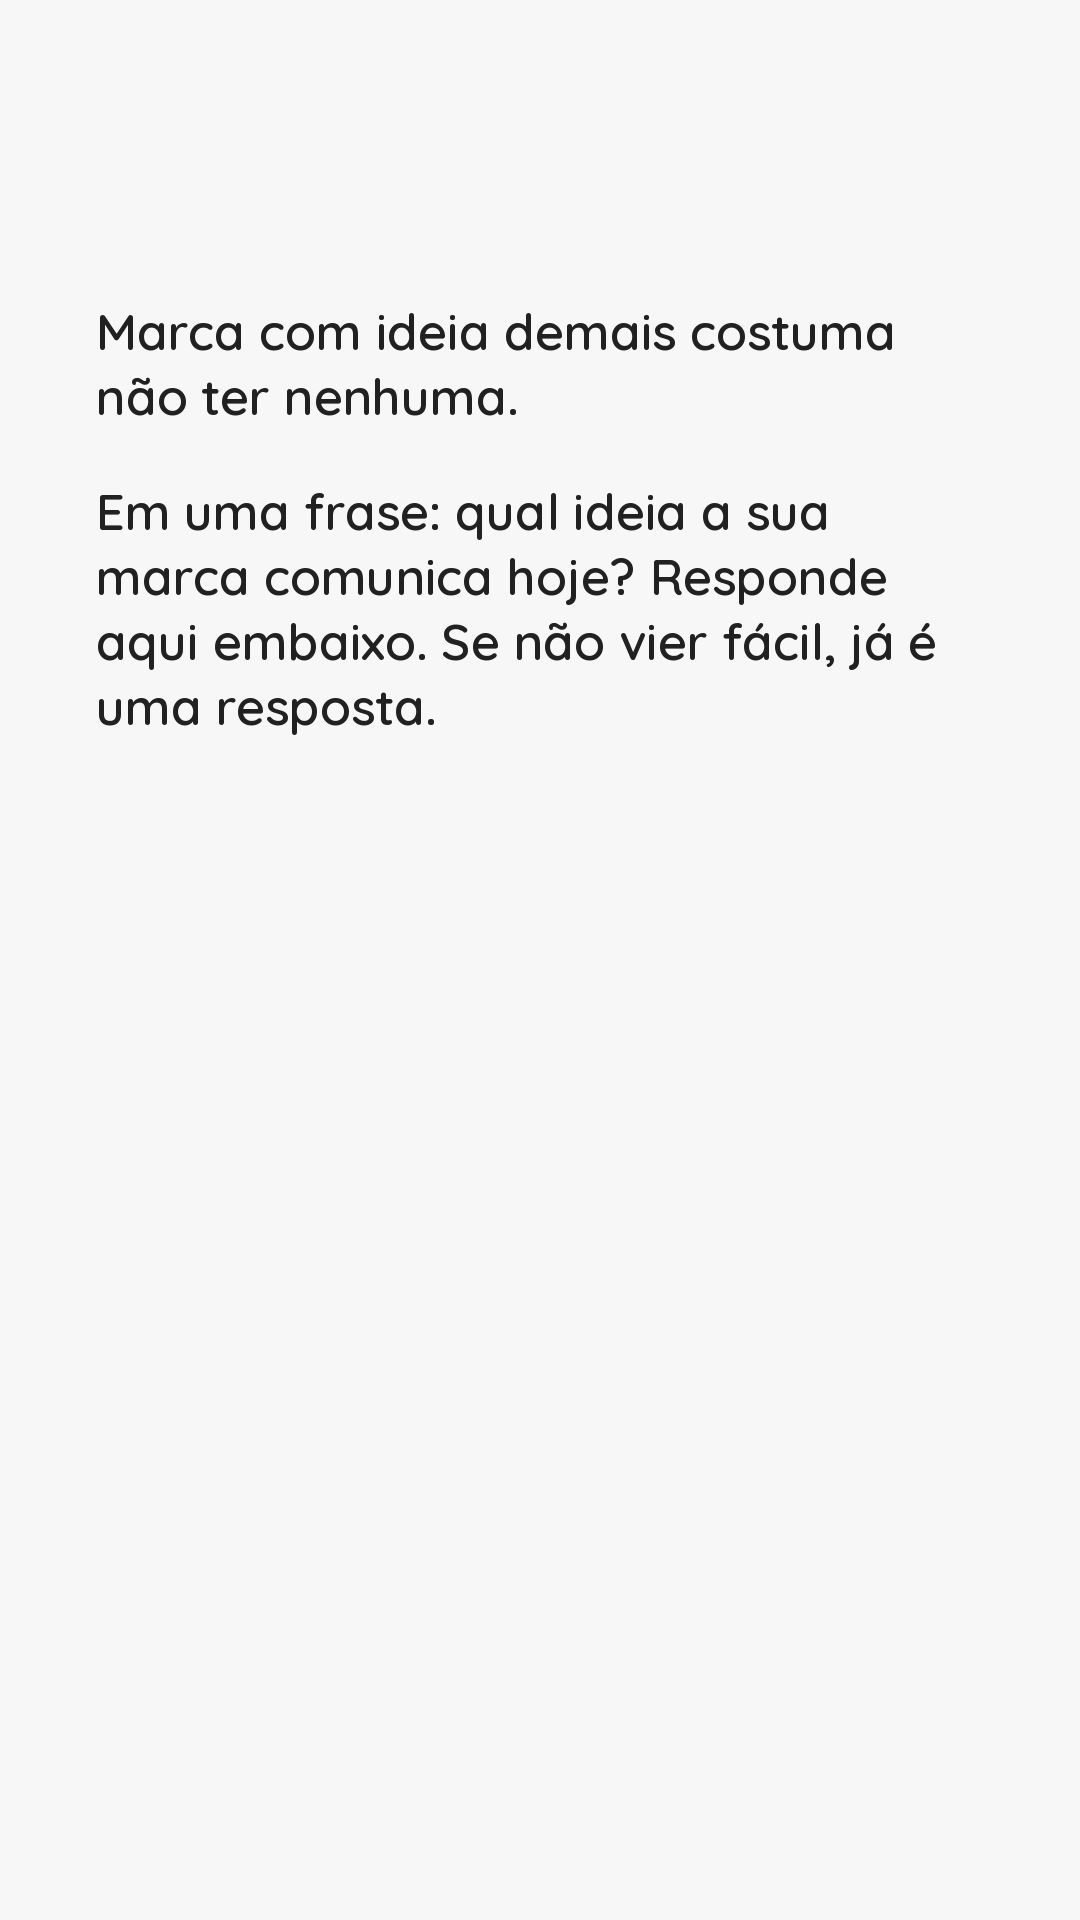 Marca com ideia demais costuma
não ter nenhuma.
Em uma frase: qual ideia a sua
marca comunica hoje? Responde
aqui embaixo. Se não vier fácil, já é
uma resposta.